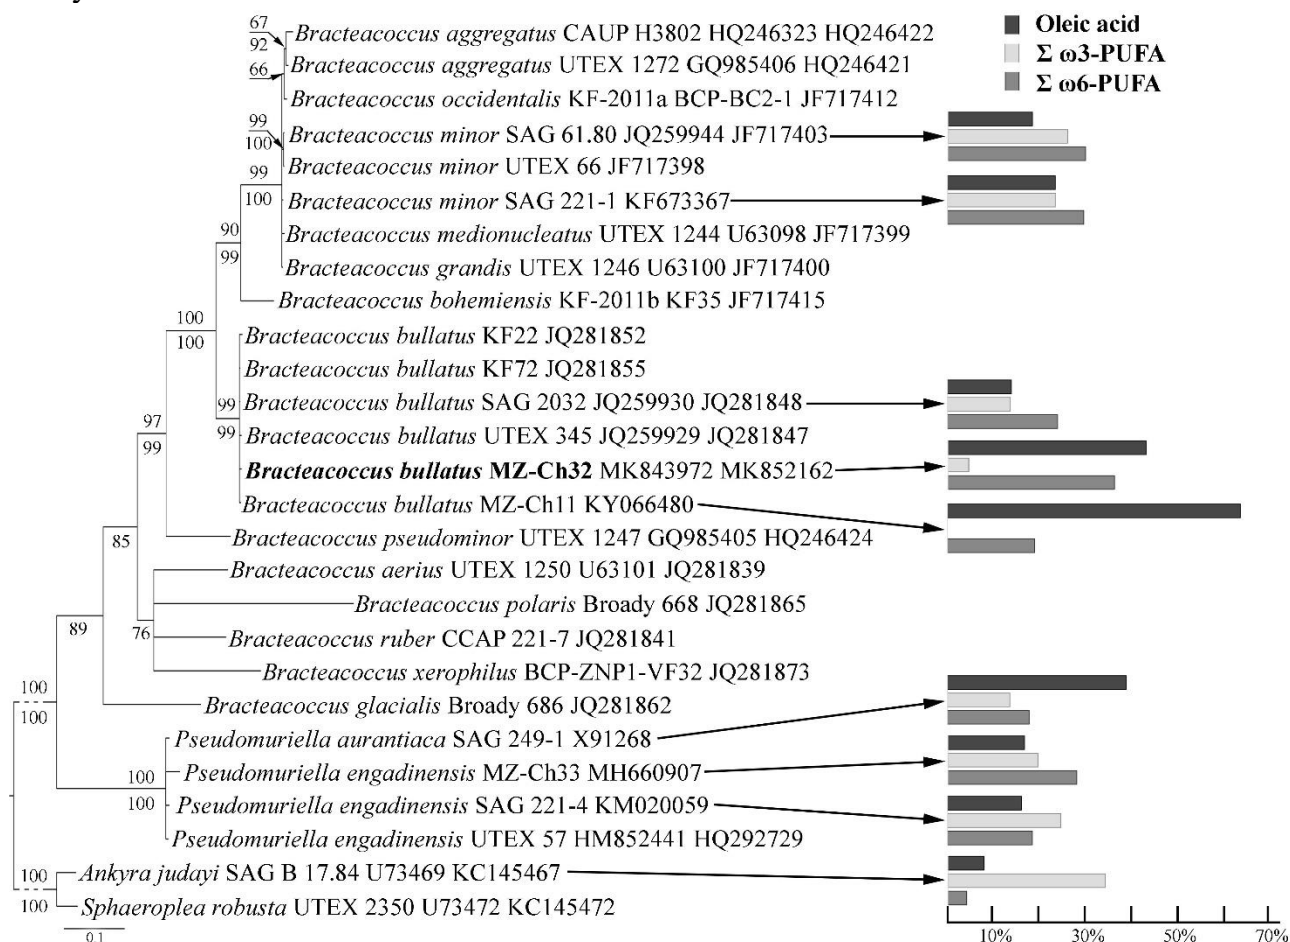 67
Bracteacoccus aggregatus CAUP H3802 HQ246323 HQ246422
92
Bracteacoccus aggregatus UTEX 1272 GQ985406 HQ246421
66
Bracteacoccus occidentalis KF-2011a BCP-BC2-1 JF717412
99
Bracteacoccus minor SAG 61.80 JQ259944 JF717403
100
Bracteacoccus minor UTEX 66 JF717398
99
100
Bracteacoccus minor SAG 221-1 KF673367
Bracteacoccus medionucleatus UTEX 1244 U63098 JF717399
90
99
Bracteacoccus grandis UTEX 1246 U63100 JF717400
Bracteacoccus bohemiensis KF-2011b KF35 JF717415
100
100
Bracteacoccus bullatus KF22 JQ281852
Bracteacoccus bullatus KF72 JQ281855
99
Bracteacoccus bullatus SAG 2032 JQ259930 JQ281848
97
99
99
Bracteacoccus bullatus UTEX 345 JQ259929 JQ281847
Bracteacoccus bullatus MZ-Ch32 MK843972 MK852162
Bracteacoccus bullatus MZ-Ch11 KY066480
85
Bracteacoccus pseudominor UTEX 1247 GQ985405 HQ246424
Bracteacoccus aerius UTEX 1250 U63101 JQ281839
Bracteacoccus polaris Broady 668 JQ281865
89
76
Bracteacoccus ruber CCAP 221-7 JQ281841
Bracteacoccus xerophilus BCP-ZNP1-VF32 JQ281873
100
100
Bracteacoccus glacialis Broady 686 JQ281862
Pseudomuriella aurantiaca SAG 249-1 X91268
100
Pseudomuriella engadinensis MZ-Ch33 MH660907
100
Pseudomuriella engadinensis SAG 221-4 KM020059
Pseudomuriella engadinensis UTEX 57 HM852441 HQ292729
100
Ankyra judayi SAG B 17.84 U73469 KC145467
100
Sphaeroplea robusta UTEX 2350 U73472 KC145472
0.1
Oleic acid
Σ ω3-PUFA
Σ ω6-PUFA
10% 30% 50% 70%